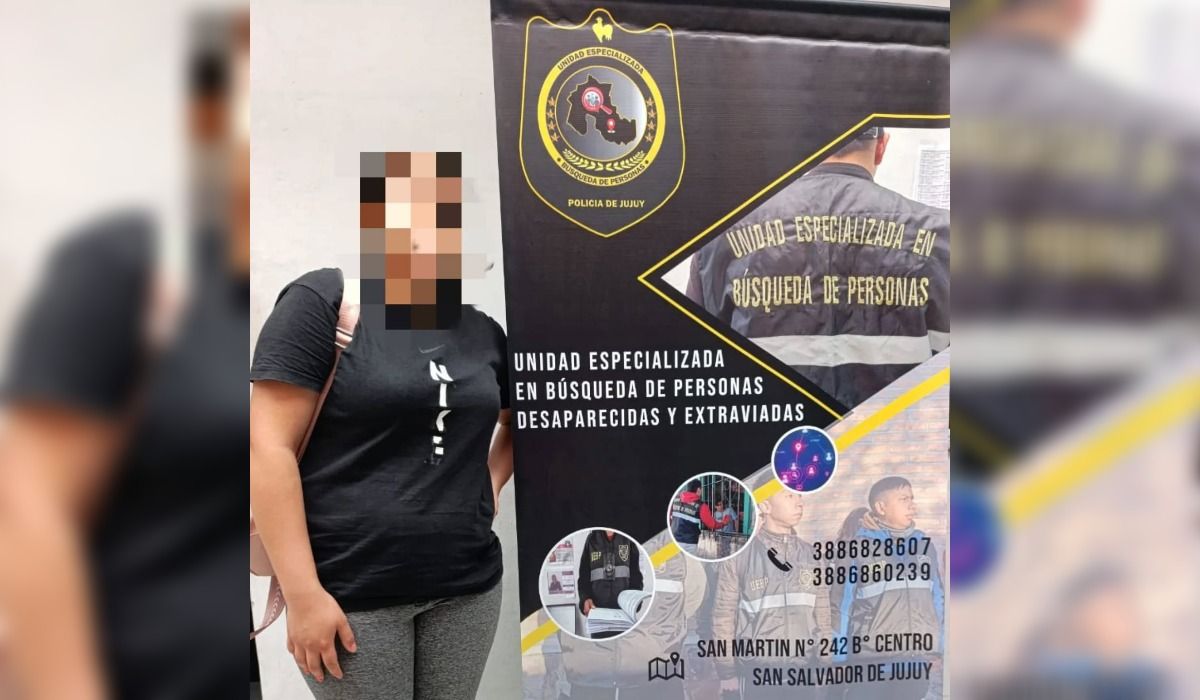 UNIDAD ESPECIALIZADA
BÚSQUEDA DE PERSONAS
POLICIA DE JUJUY
UNIDAD ESPECIALIZADA EN
BÚSQUEDA DE PERSONAS
UNIDAD ESPECIALIZADA
EN BÚSQUEDA DE PERSONAS
DESAPARECIDAS Y EXTRAVIADAS
3886828607
3886860239
SAN MARTIN N° 242 B° CENTRO
SAN SALVADOR DE JUJUY